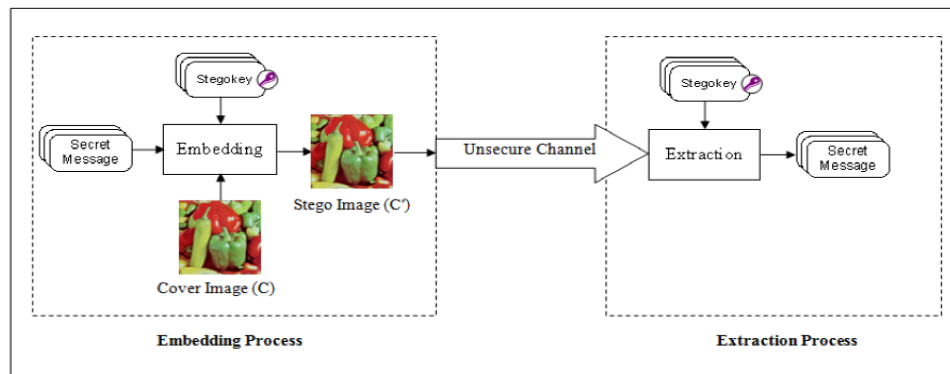 Stegokey
Secret
Message
Embedding
Stego Image (C')
Cover Image (C)
Embedding Process
Unsecure Channel
Stegokey
Extraction
Secret
Message
Extraction Process